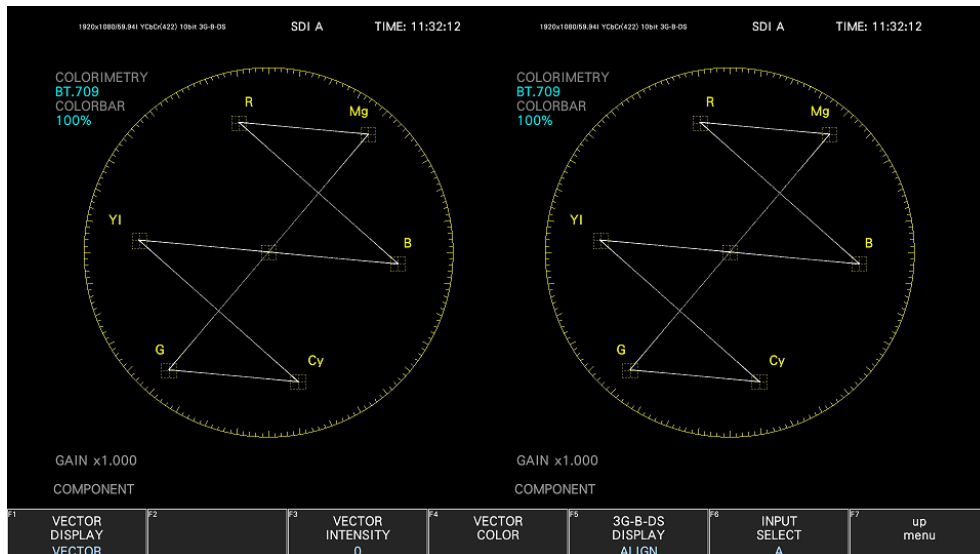 1920x1080/59.94I YCbCr(422) 10bit 3G-B-DS SDI A TIME: 11:32:12
COLORIMETRY
BT.709
COLORBAR
100%
R
Mg
Yl
B
G
Cy
GAIN x1.000
COMPONENT
1920x1080/59.94I YCbCr(422) 10bit 3G-B-DS SDI A TIME: 11:32:12
COLORIMETRY
BT.709
COLORBAR
100%
R
Mg
Yl
B
G
Cy
GAIN x1.000
COMPONENT
F1 VECTOR
DISPLAY
VECTOR
F2
F3 VECTOR
INTENSITY
0
F4 VECTOR
COLOR
F5 3G-B-DS
DISPLAY
ALIGN
F6 INPUT
SELECT
A
F7 up
menu